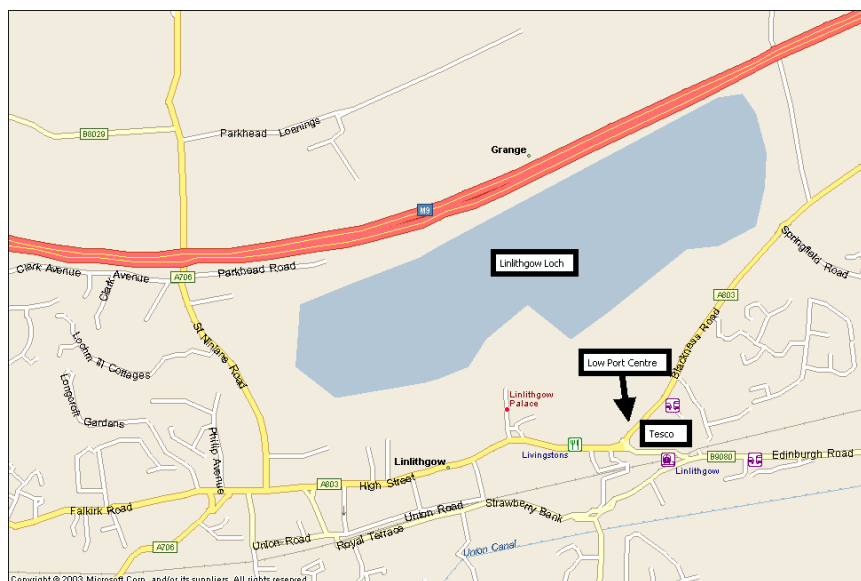 B8029
Parkhead Loanings
Grange
M9
Clark Avenue
Clark Avenue
A706
Parkhead Road
Linlithgow Loch
Springfield Road
A803
St Ninians Road
Lochmill Cottages
Longcroft Gardens
Philip Avenue
Low Port Centre
Blackness Road
Linlithgow
Palace
Tesco
Livingstons
Linlithgow
B9080
Edinburgh Road
Linlithgow
A803
High Street
Falkirk Road
Union Road
Strawberry Bank
A706
Union Road
Royal Terrace
Union Canal
Copyright © 2003 Microsoft Corp. and/or its suppliers. All rights reserved.